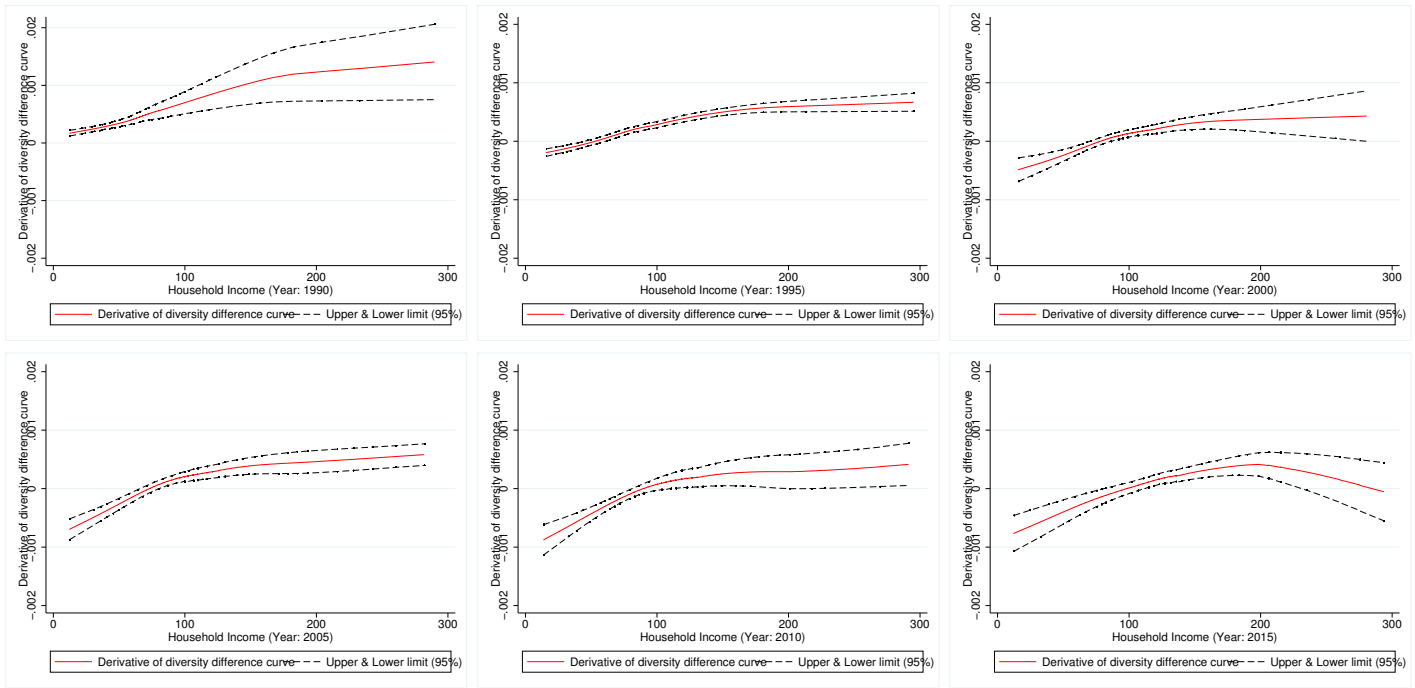 Derivative of diversity difference curve
-.002
-.001
0
.001
.002
0
100
200
300
Household Income (Year: 1990)
Derivative of diversity difference curve
Upper & Lower limit (95%)
Derivative of diversity difference curve
-.002
-.001
0
.001
.002
0
100
200
300
Household Income (Year: 1995)
Derivative of diversity difference curve
Upper & Lower limit (95%)
Derivative of diversity difference curve
-.002
-.001
0
.001
.002
0
100
200
300
Household Income (Year: 2000)
Derivative of diversity difference curve
Upper & Lower limit (95%)
Derivative of diversity difference curve
-.002
-.001
0
.001
.002
0
100
200
300
Household Income (Year: 2005)
Derivative of diversity difference curve
Upper & Lower limit (95%)
Derivative of diversity difference curve
-.002
-.001
0
.001
.002
0
100
200
300
Household Income (Year: 2010)
Derivative of diversity difference curve
Upper & Lower limit (95%)
Derivative of diversity difference curve
-.002
-.001
0
.001
.002
0
100
200
300
Household Income (Year: 2015)
Derivative of diversity difference curve
Upper & Lower limit (95%)